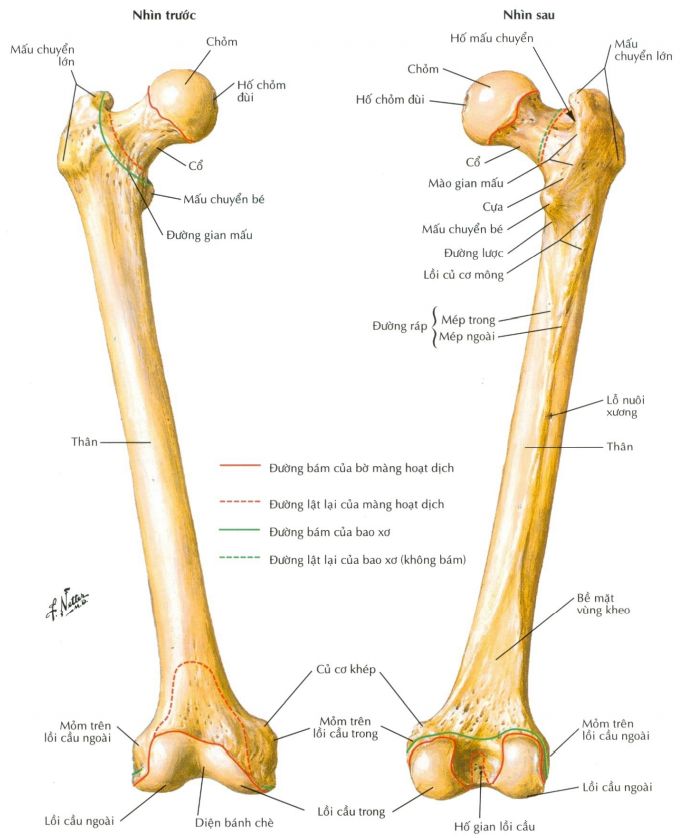 Nhìn trước
Nhìn sau
Mấu chuyển
lớn
Chỏm
Hố chỏm
đùi
Cổ
Mấu chuyển bé
Đường gian mấu
Hố mấu chuyển
Mấu
chuyển lớn
Chỏm
Hố chỏm đùi
Cổ
Mào gian mấu
Cựa
Mấu chuyển bé
Đường lược
Lồi củ cơ mông
Đường ráp
Mép trong
Mép ngoài
Lỗ nuôi
xương
Thân
Thân
Đường bám của bờ màng hoạt dịch
Đường lật lại của màng hoạt dịch
Đường bám của bao xơ
Đường lật lại của bao xơ (không bám)
F. Netter
M.D.
Bề mặt
vùng kheo
Củ cơ khép
Mỏm trên
lồi cầu ngoài
Mỏm trên
lồi cầu trong
Mỏm trên
lồi cầu ngoài
Lồi cầu ngoài
Diện bánh chè
Lồi cầu trong
Hố gian lồi cầu
Lồi cầu ngoài